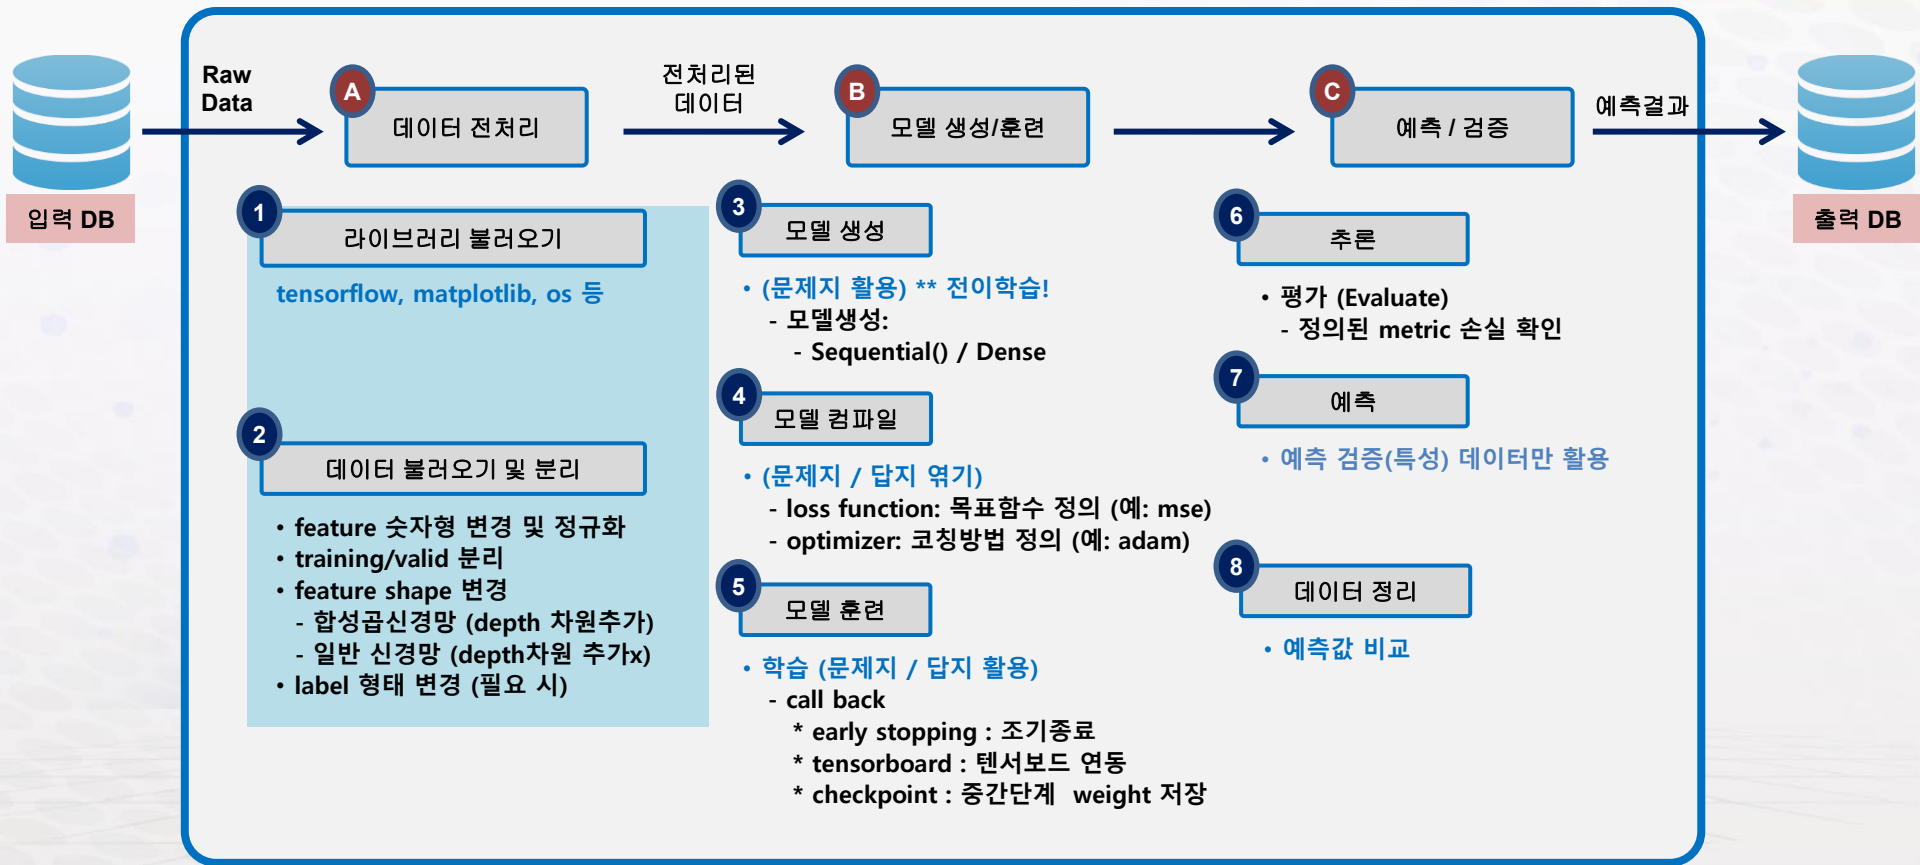 입력 DB
Raw
Data
A
데이터 전처리
전처리된
데이터
B
모델 생성/훈련
C
예측 / 검증
예측결과
출력 DB
1
라이브러리 불러오기
tensorflow, matplotlib, os 등
2
데이터 불러오기 및 분리
• feature 숫자형 변경 및 정규화
• training/valid 분리
• feature shape 변경
- 합성곱신경망 (depth 차원추가)
- 일반 신경망 (depth차원 추가x)
• label 형태 변경 (필요 시)
3
모델 생성
• (문제지 활용) ** 전이학습!
- 모델생성:
- Sequential() / Dense
4
모델 컴파일
• (문제지 / 답지 엮기)
- loss function: 목표함수 정의 (예: mse)
- optimizer: 코칭방법 정의 (예: adam)
5
모델 훈련
• 학습 (문제지 / 답지 활용)
- call back
* early stopping : 조기종료
* tensorboard : 텐서보드 연동
* checkpoint : 중간단계 weight 저장
6
추론
• 평가 (Evaluate)
- 정의된 metric 손실 확인
7
예측
• 예측 검증(특성) 데이터만 활용
8
데이터 정리
• 예측값 비교